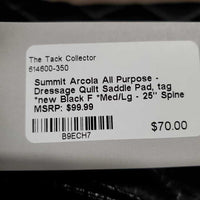 The Tack Collector
614600-350
Summit Arcola All Purpose -
Dressage Quilt Saddle Pad, tag
*new Black F *Med/Lg - 25" Spine
MSRP: $99.99
$70.00
B9ECH7